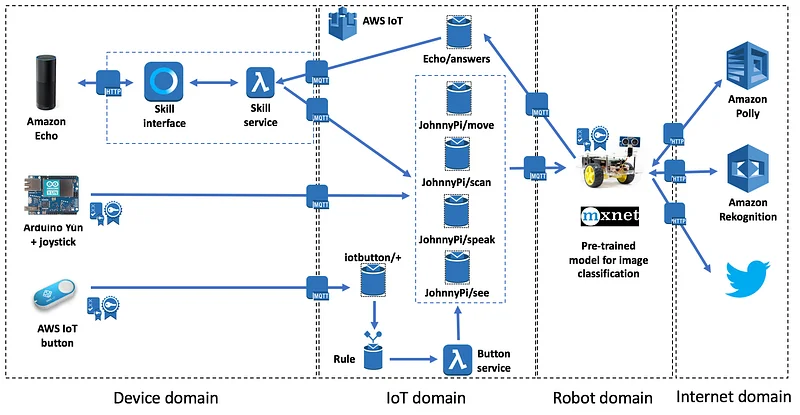 AWS IoT
Echo/answers
HTTP
MQTT
Amazon
Echo
Skill
interface
Skill
service
MQTT
JohnnyPi/move
MQTT
Amazon
Polly
HTTP
JohnnyPi/scan
MQTT
HTTP
Arduino Yun
+ joystick
MQTT
JohnnyPi/speak
mxnet
HTTP
Amazon
Rekognition
Pre-trained
model for image
classification
iotbutton/+
JohnnyPi/see
MQTT
AWS IoT
button
Rule
Button
service
Device domain
IoT domain
Robot domain
Internet domain